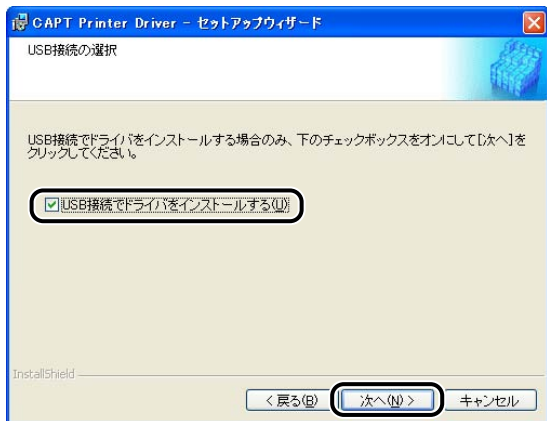 CAPT Printer Driver - セットアップウィザード
USB接続の選択
USB接続でドライバをインストールする場合のみ、下のチェックボックスをオンにして[次へ]を
クリックしてください。
USB接続でドライバをインストールする(U)
InstallShield
< 戻る(B)
次へ(N) >
キャンセル